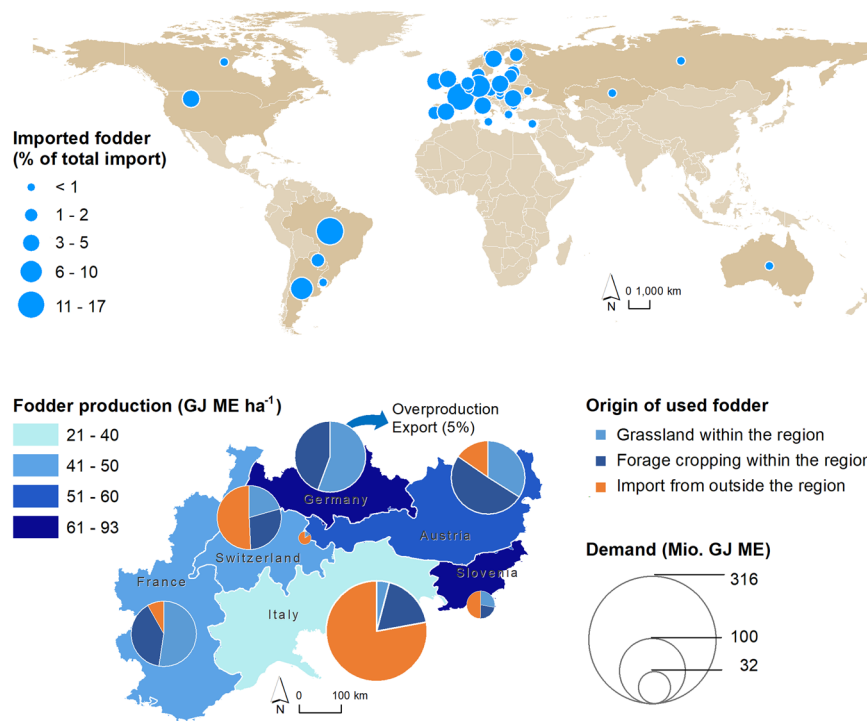 Imported fodder
(% of total import)
< 1
1 - 2
3 - 5
6 - 10
11 - 17
N
0 1,000 km
Fodder production (GJ ME ha⁻¹)
21 - 40
41 - 50
51 - 60
61 - 93
Overproduction
Export (5%)
Germany
Austria
Switzerland
Slovenia
France
Italy
N
0 100 km
Origin of used fodder
Grassland within the region
Forage cropping within the region
Import from outside the region
Demand (Mio. GJ ME)
316
100
32